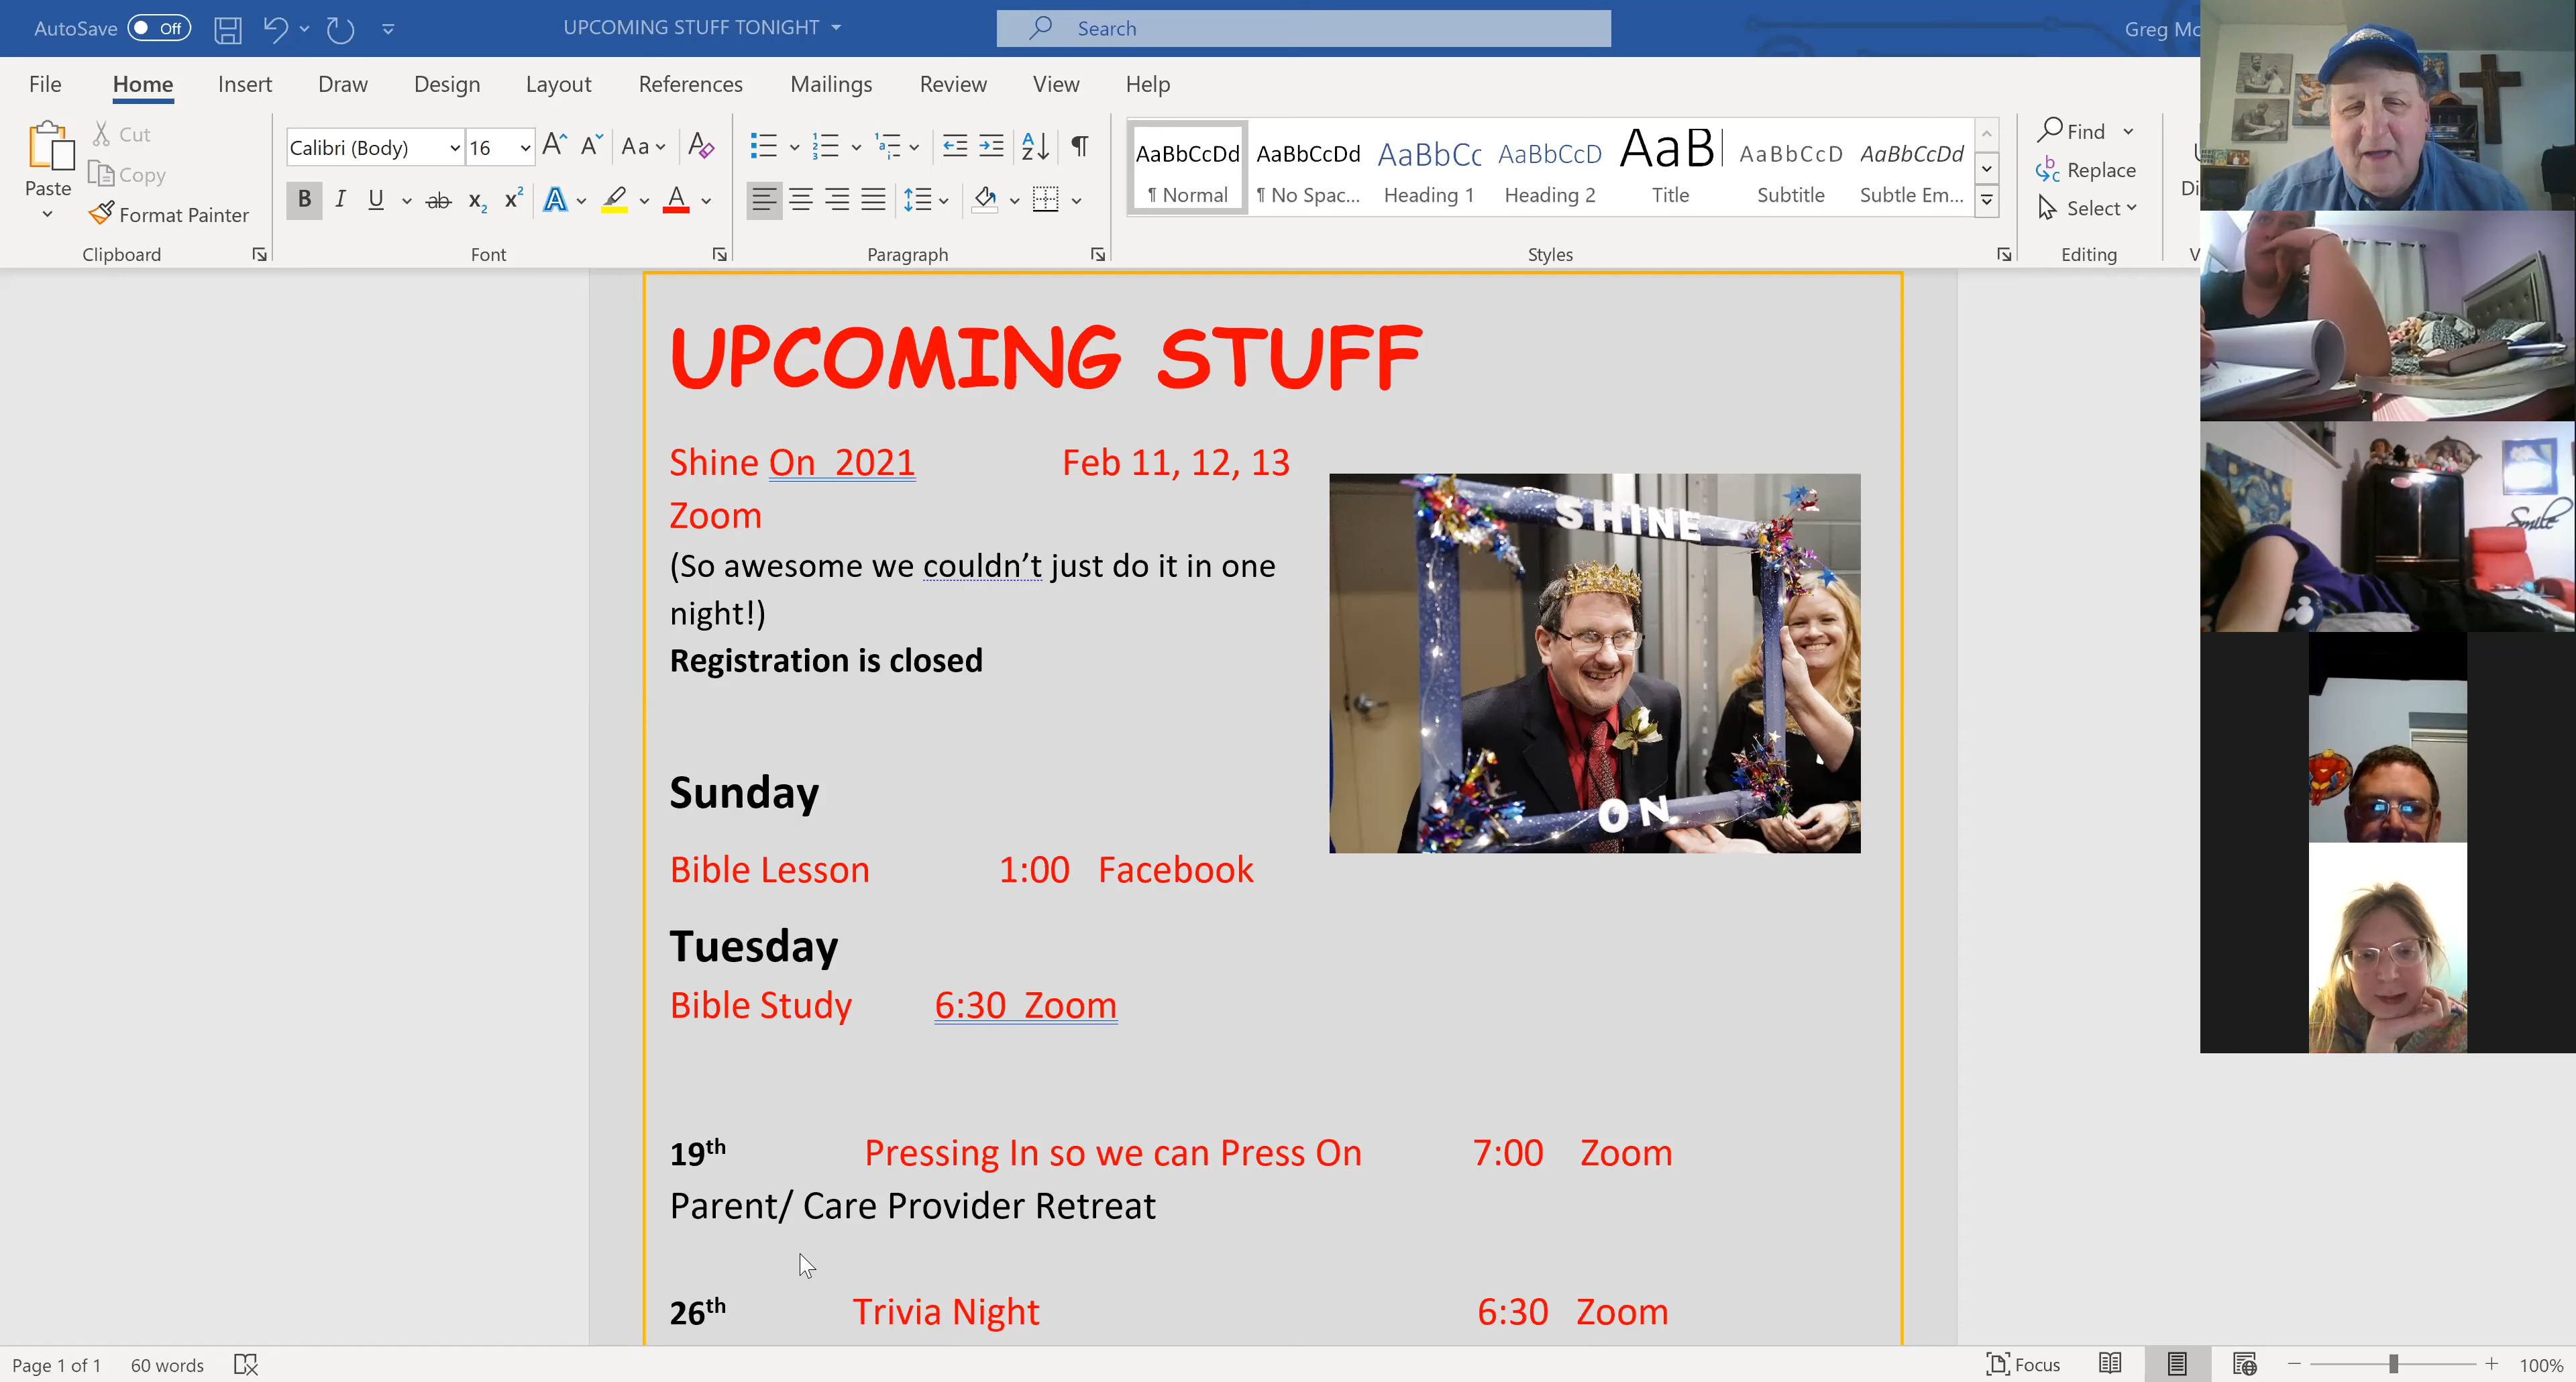 AutoSave Off UPCOMING STUFF TONIGHT Search Greg Mc
File Home Insert Draw Design Layout References Mailings Review View Help
Paste
Cut
Copy
Format Painter
Clipboard
Calibri (Body) 16 A A Aa A
B I U ab x2 x2 A A
Font
Paragraph
AaBbCcDd AaBbCcDd AaBbCc AaBbCcD AaB AaBbCcD AaBbCcDd
¶ Normal ¶ No Spac... Heading 1 Heading 2 Title Subtitle Subtle Em...
Styles
Find
Replace
Select
Editing
Di
V
UPCOMING STUFF
Shine On 2021 Feb 11, 12, 13
Zoom
(So awesome we couldn't just do it in one
night!)
Registration is closed
SHINE
ON
Sunday
Bible Lesson 1:00 Facebook
Tuesday
Bible Study 6:30 Zoom
19th Pressing In so we can Press On 7:00 Zoom
Parent/ Care Provider Retreat
26th Trivia Night 6:30 Zoom
Smile
Page 1 of 1 60 words Focus 100%